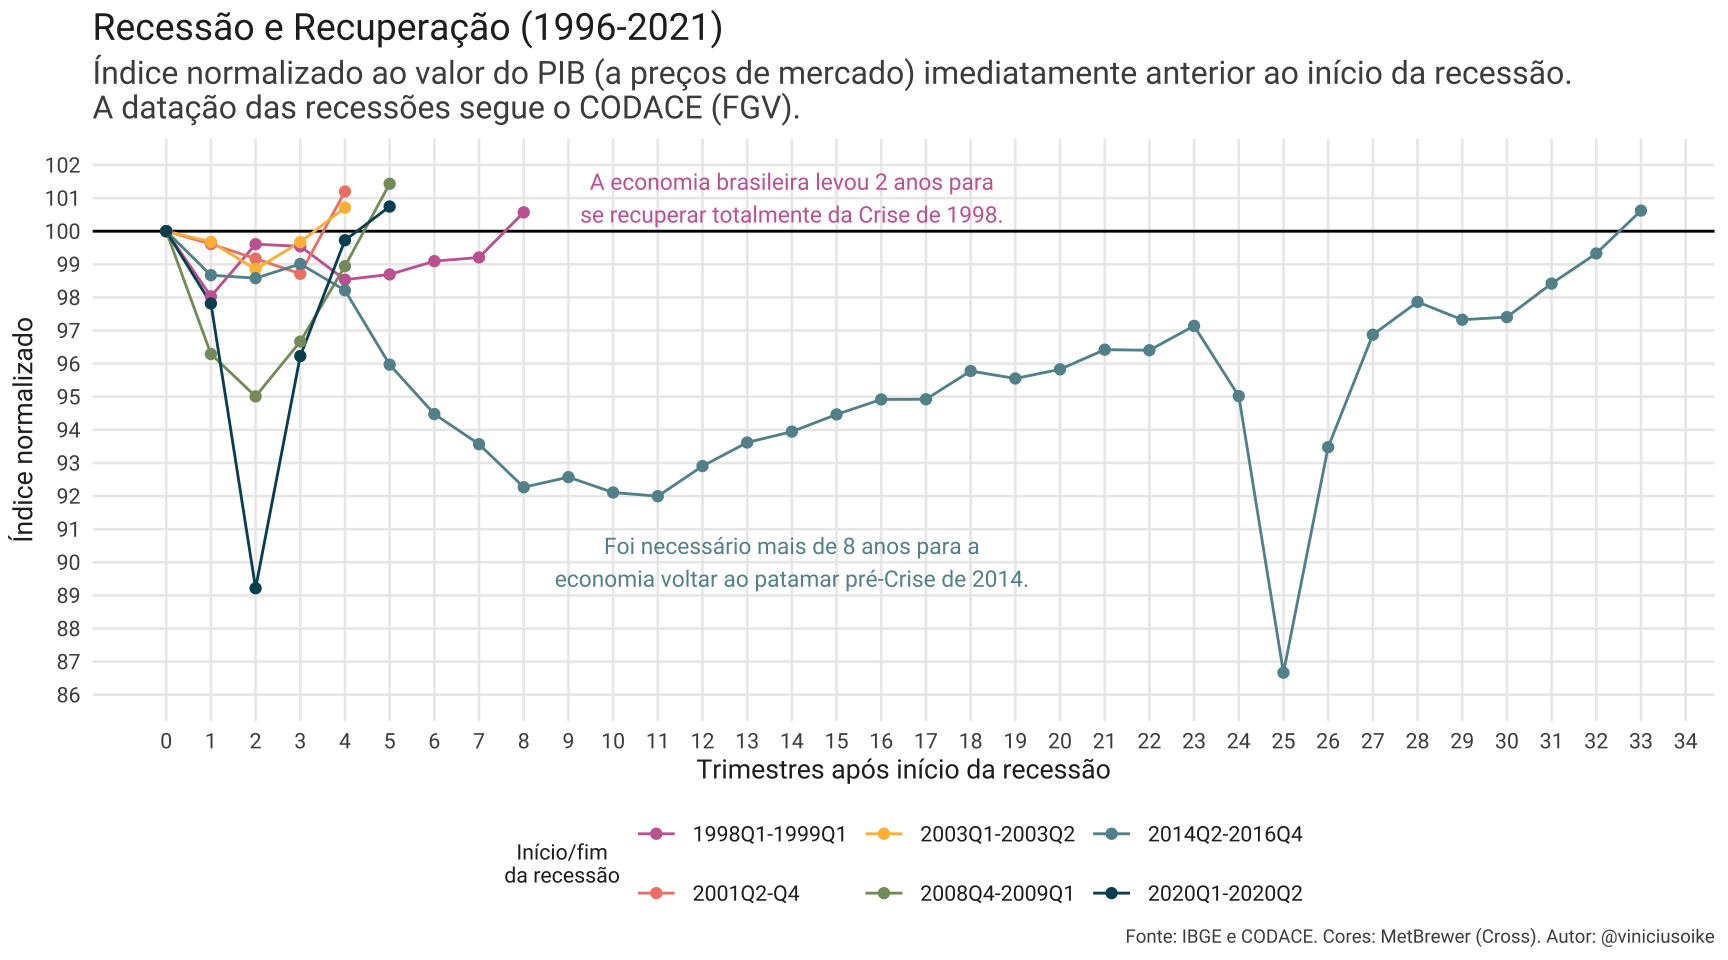 Recessão e Recuperação (1996-2021)
Índice normalizado ao valor do PIB (a preços de mercado) imediatamente anterior ao início da recessão.
A datação das recessões segue o CODACE (FGV).
Índice normalizado
102
101
100
99
98
97
96
95
94
93
92
91
90
89
88
87
86
A economia brasileira levou 2 anos para
se recuperar totalmente da Crise de 1998.
Foi necessário mais de 8 anos para a
economia voltar ao patamar pré-Crise de 2014.
0 1 2 3 4 5 6 7 8 9 10 11 12 13 14 15 16 17 18 19 20 21 22 23 24 25 26 27 28 29 30 31 32 33 34
Trimestres após início da recessão
Início/fim
da recessão
1998Q1-1999Q1 2003Q1-2003Q2 2014Q2-2016Q4
2001Q2-Q4 2008Q4-2009Q1 2020Q1-2020Q2
Fonte: IBGE e CODACE. Cores: MetBrewer (Cross). Autor: @viniciusoike